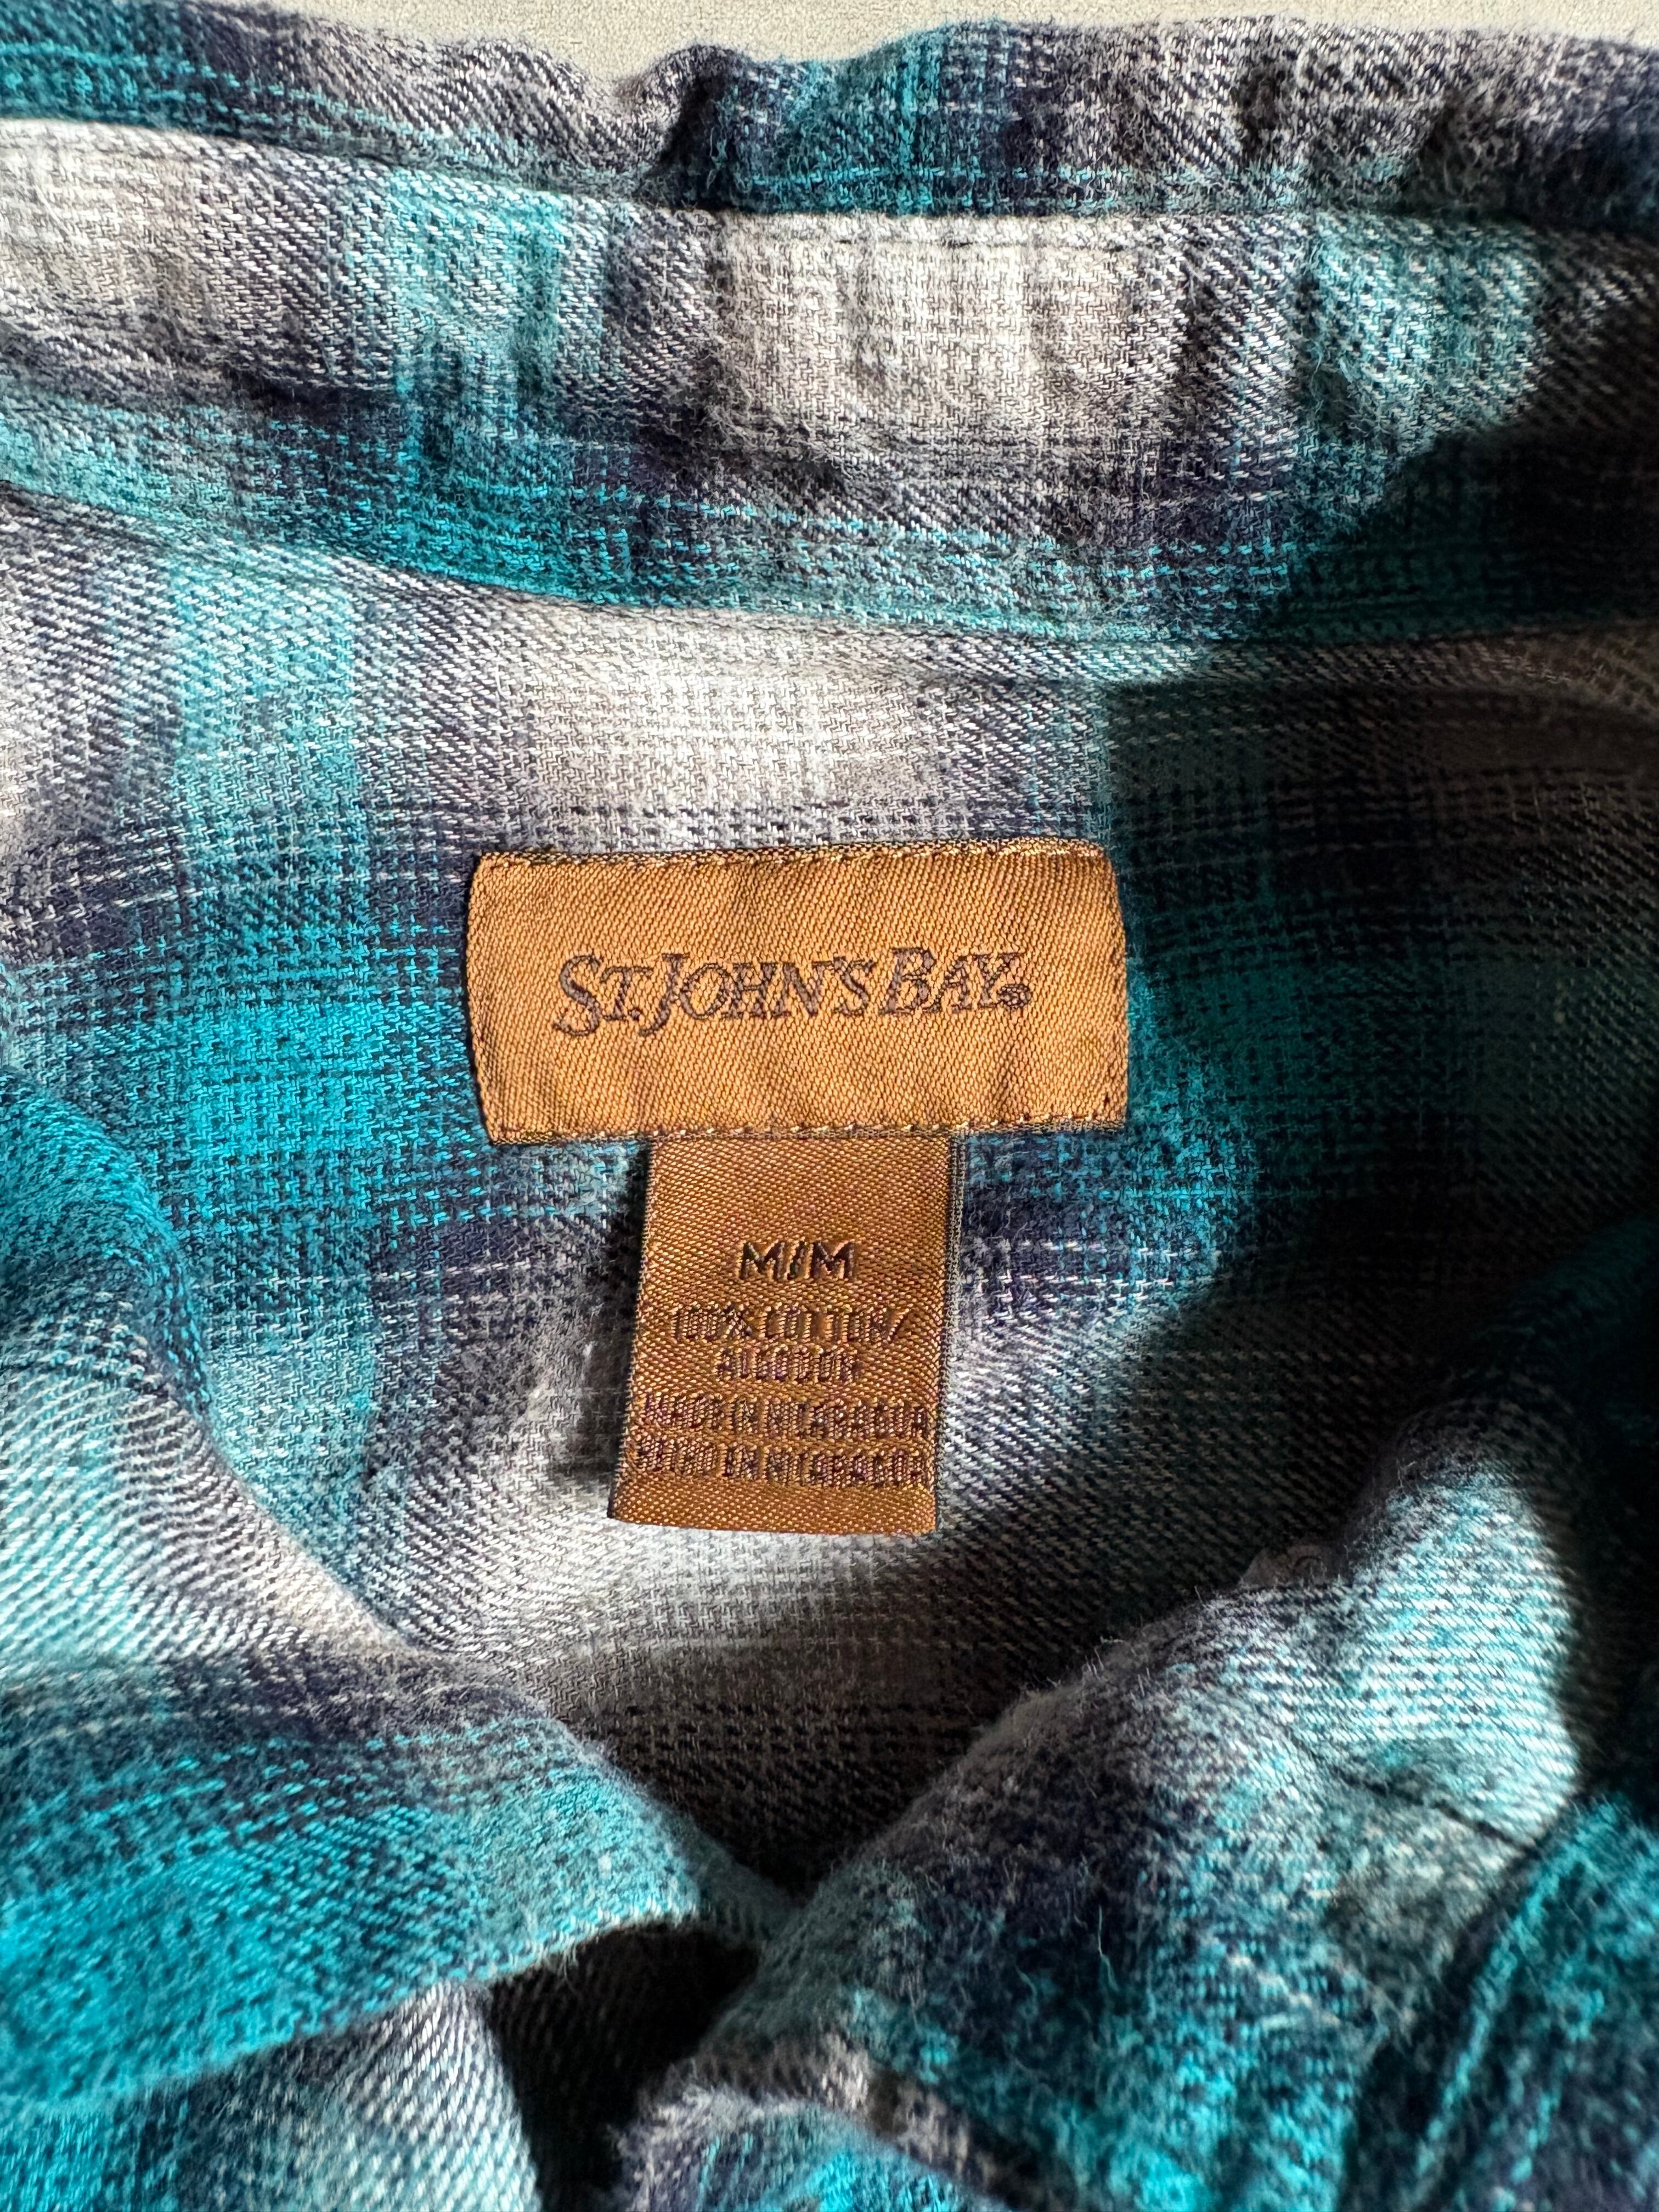 ST. JOHN'S BAY®
M/M
100% COTTON/
ALGODON
MADE IN NICARAGUA
HECHO EN NICARAGUA